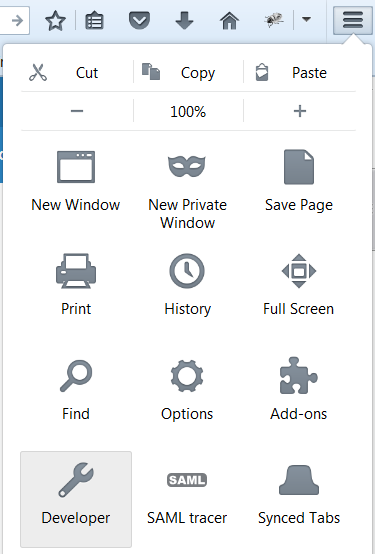 Cut Copy Paste
100%
New Window New Private Window Save Page
Print History Full Screen
Find Options Add-ons
SAML
Developer SAML tracer Synced Tabs